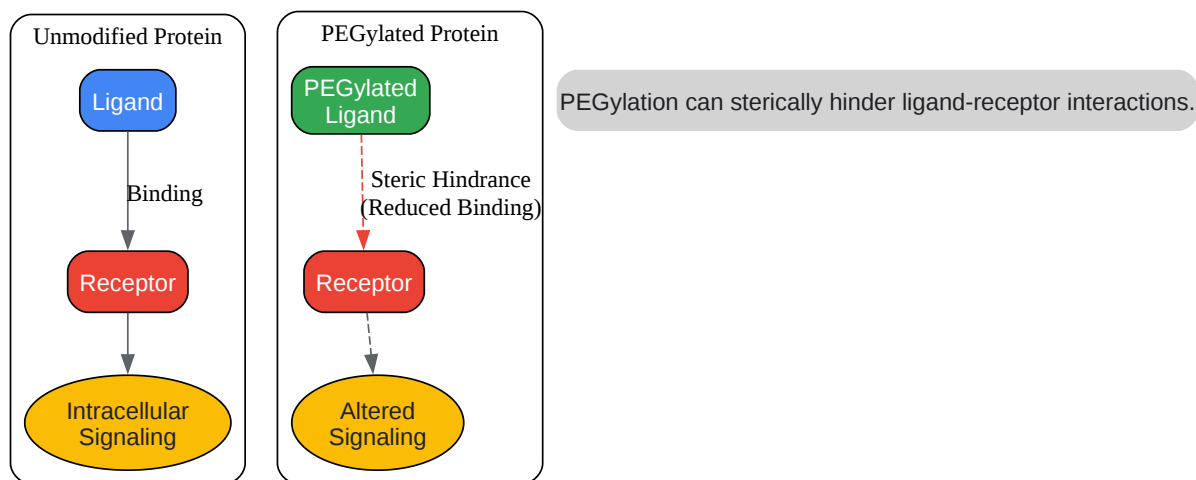 Unmodified Protein
Ligand
Binding
Receptor
Intracellular
Signaling
PEGylated Protein
PEGylated
Ligand
Steric Hindrance
(Reduced Binding)
Receptor
Altered
Signaling
PEGylation can sterically hinder ligand-receptor interactions.